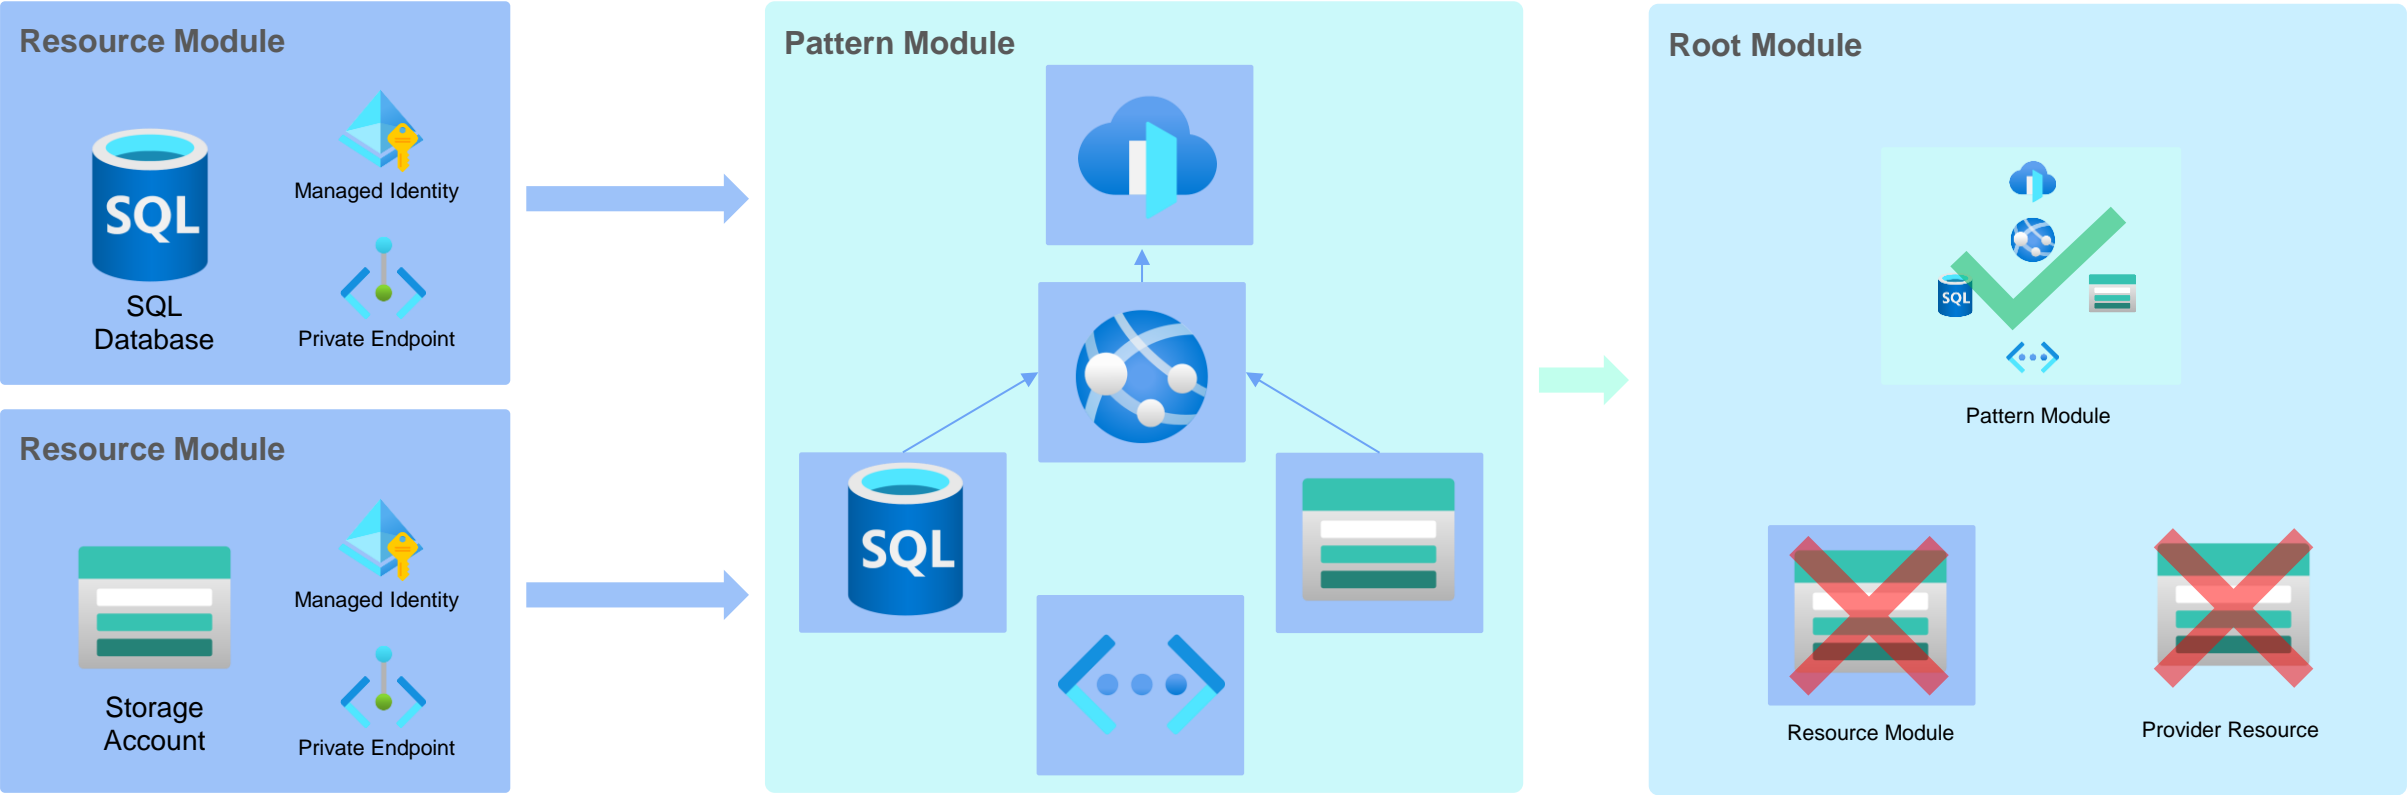 Resource Module
Managed Identity
SQL
SQL
Database
Private Endpoint
Resource Module
Managed Identity
Storage
Account
Private Endpoint
Pattern Module
SQL
Root Module
SQL
Pattern Module
Resource Module
Provider Resource